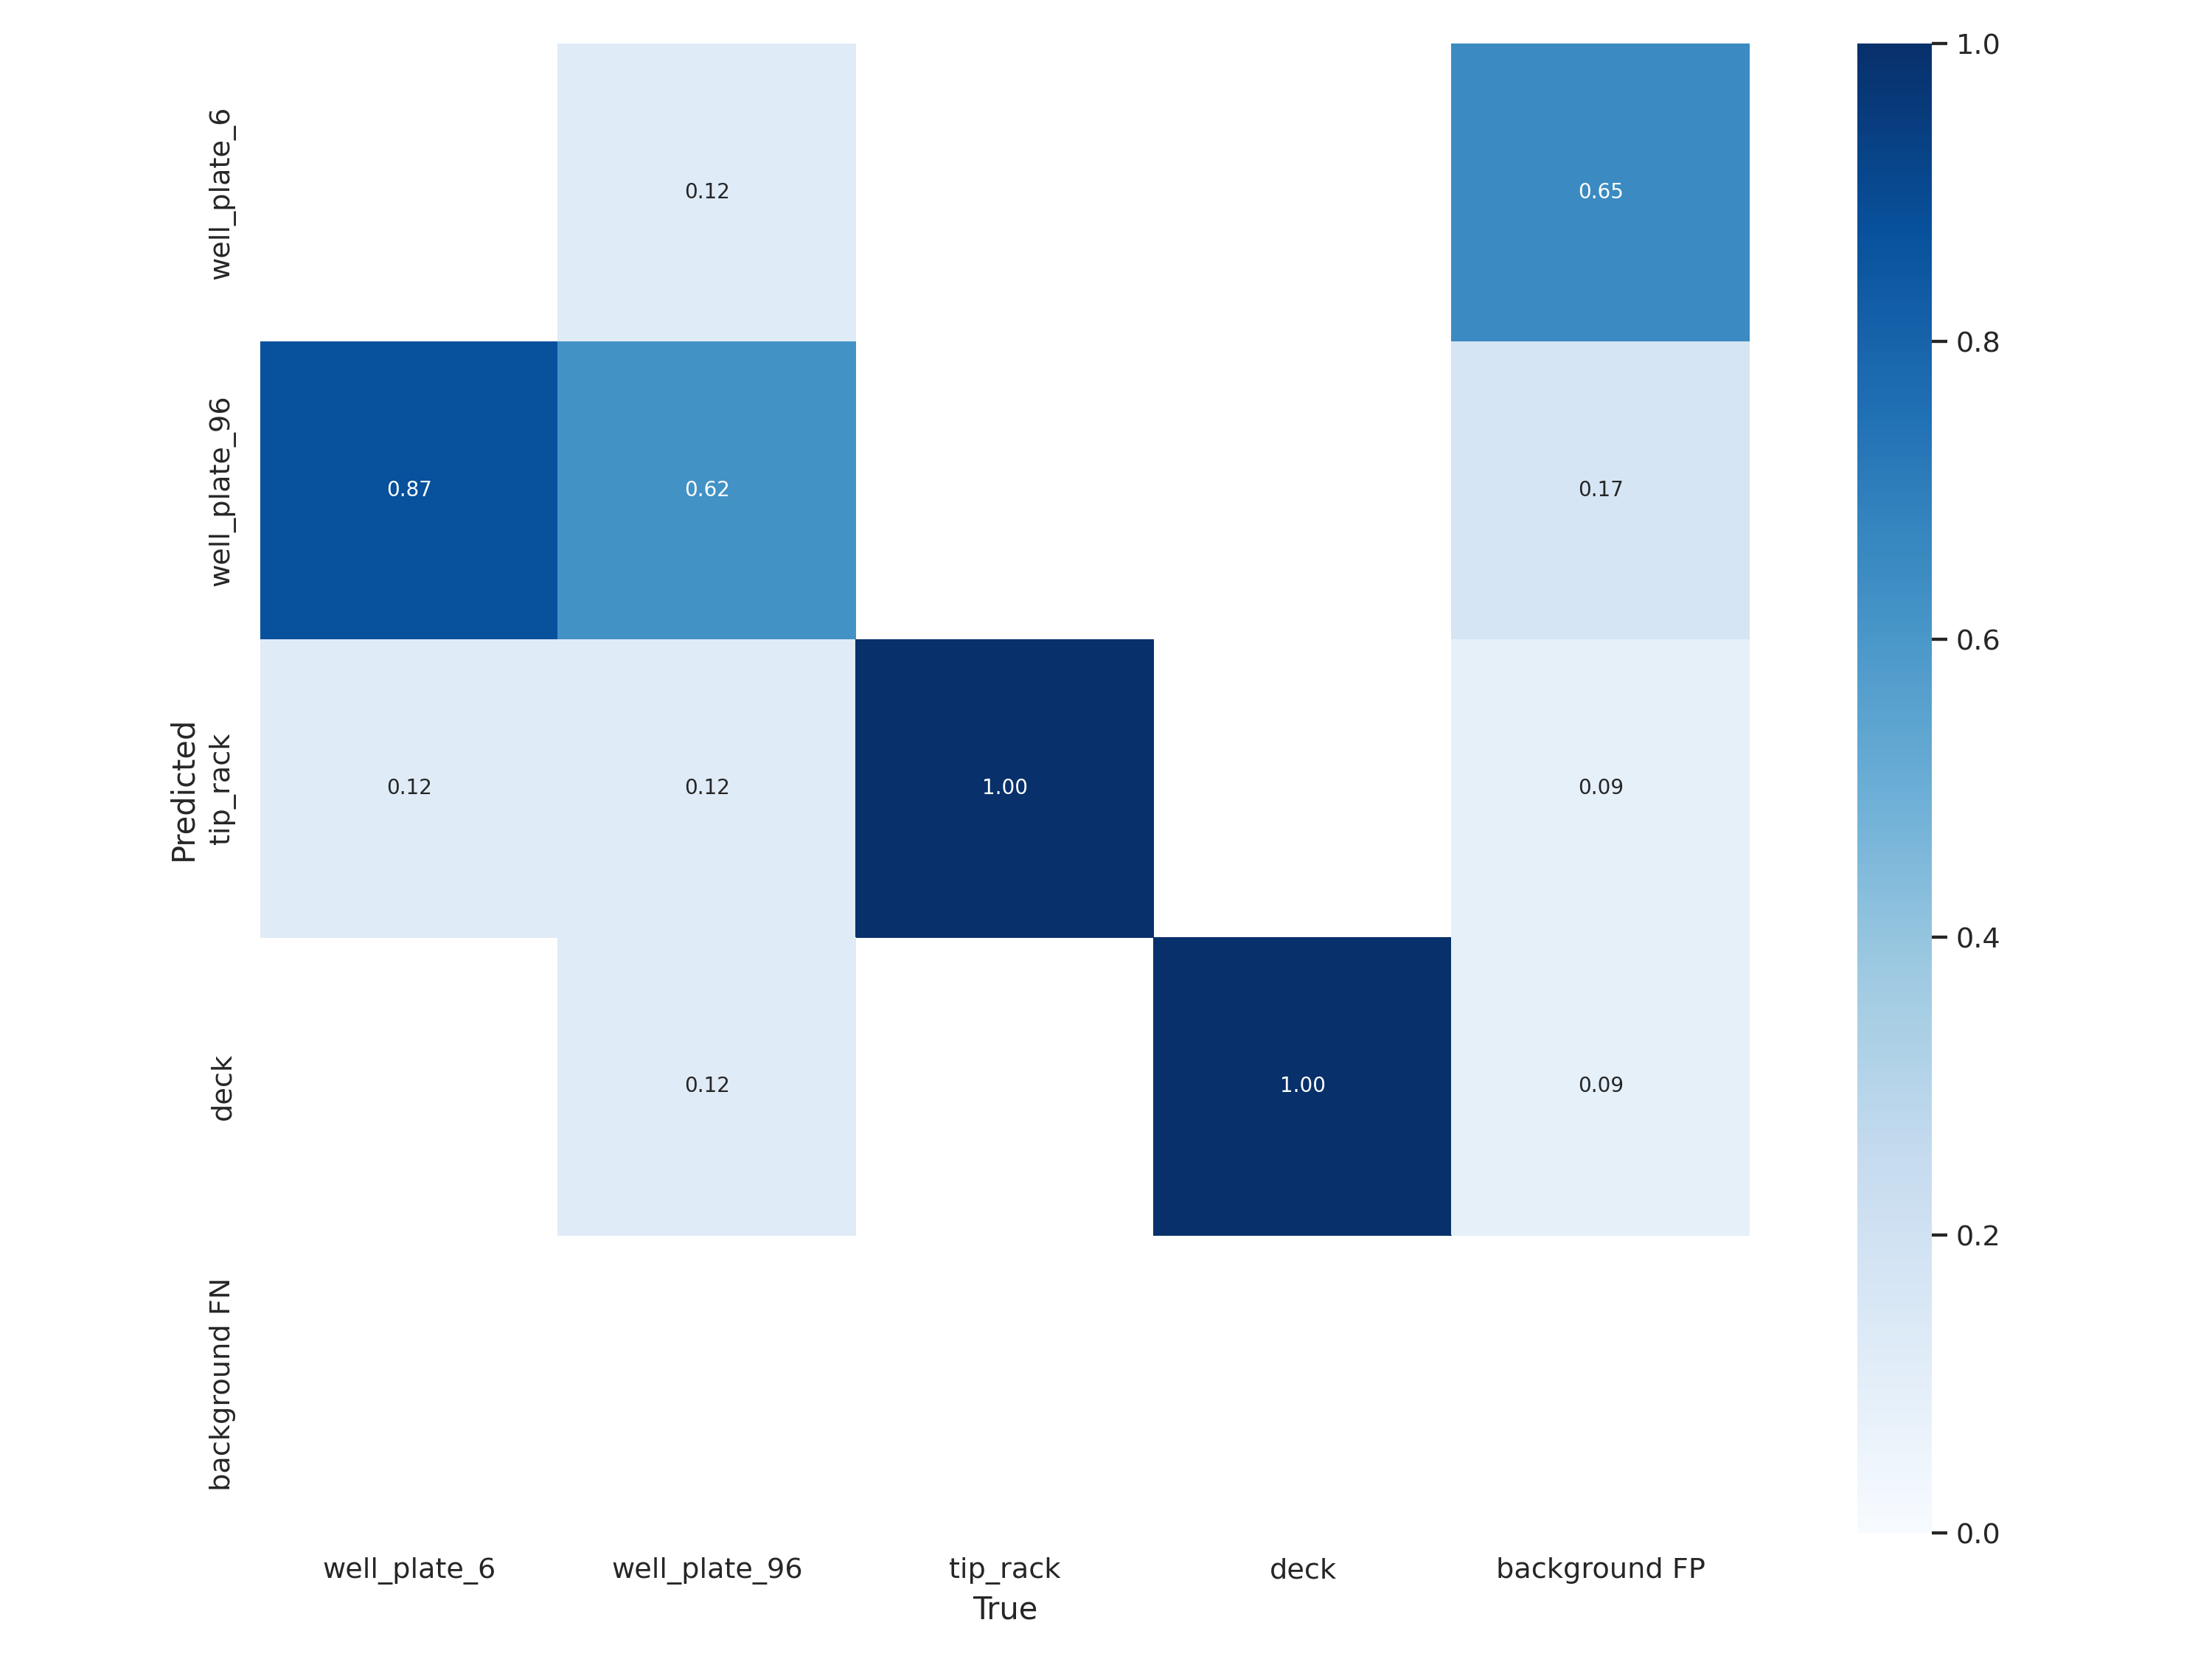 1.0
well_plate_6
0.12
0.65
0.8
well_plate_96
0.87
0.62
0.17
0.6
Predicted
tip_rack
0.12
0.12
1.00
0.09
0.4
deck
0.12
1.00
0.09
0.2
background FN
0.0
well_plate_6
well_plate_96
tip_rack
deck
background FP
True